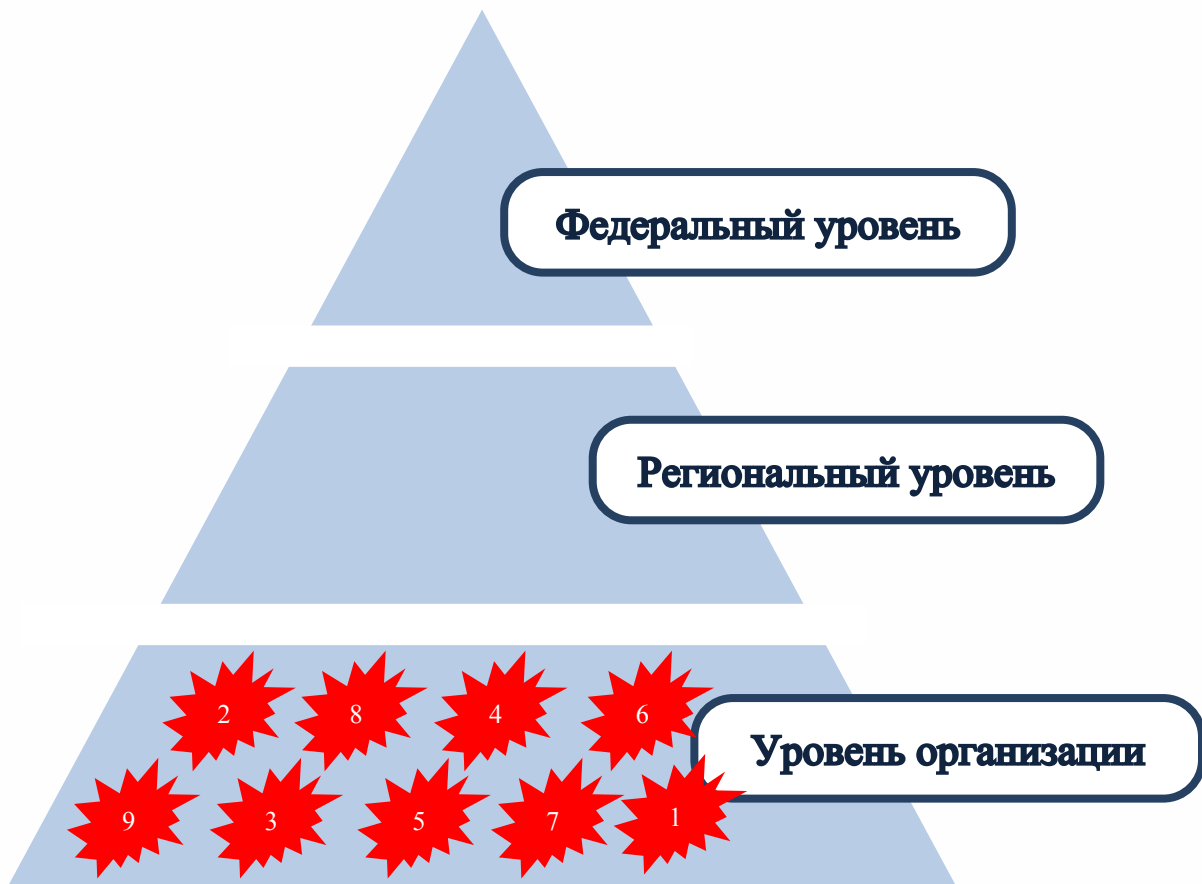 Федеральный уровень
Региональный уровень
2 8 4 6
Уровень организации
9 3 5 7 1